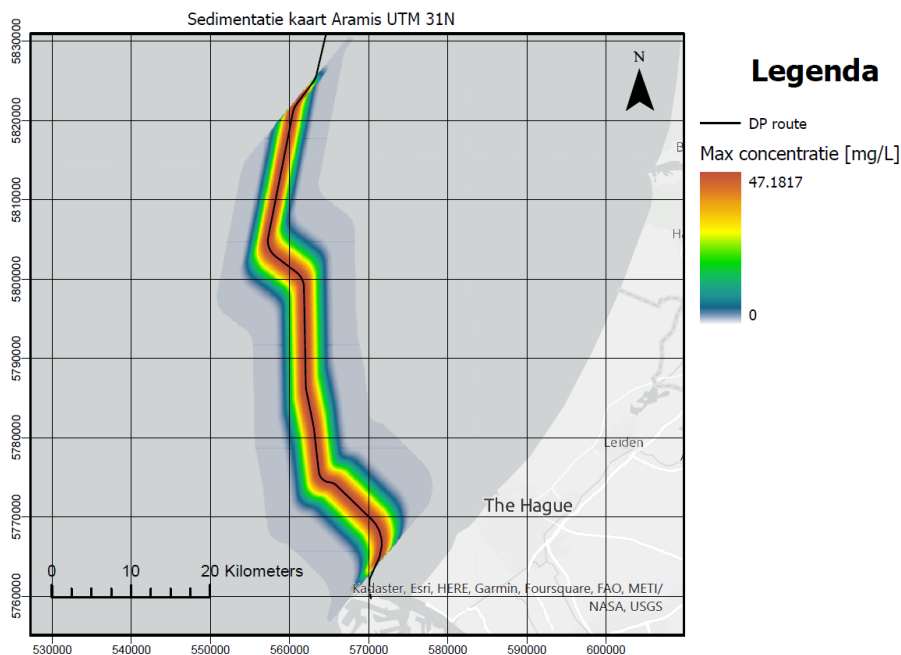 Sedimentatie kaart Aramis UTM 31N
5830000
5820000
5810000
5800000
5790000
5780000
5770000
5760000
N
B
Ha
Leiden
The Hague
0 10 20 Kilometers
Kadaster, Esri, HERE, Garmin, Foursquare, FAO, METI/
NASA, USGS
530000 540000 550000 560000 570000 580000 590000 600000
Legenda
DP route
Max concentratie [mg/L]
47.1817
0